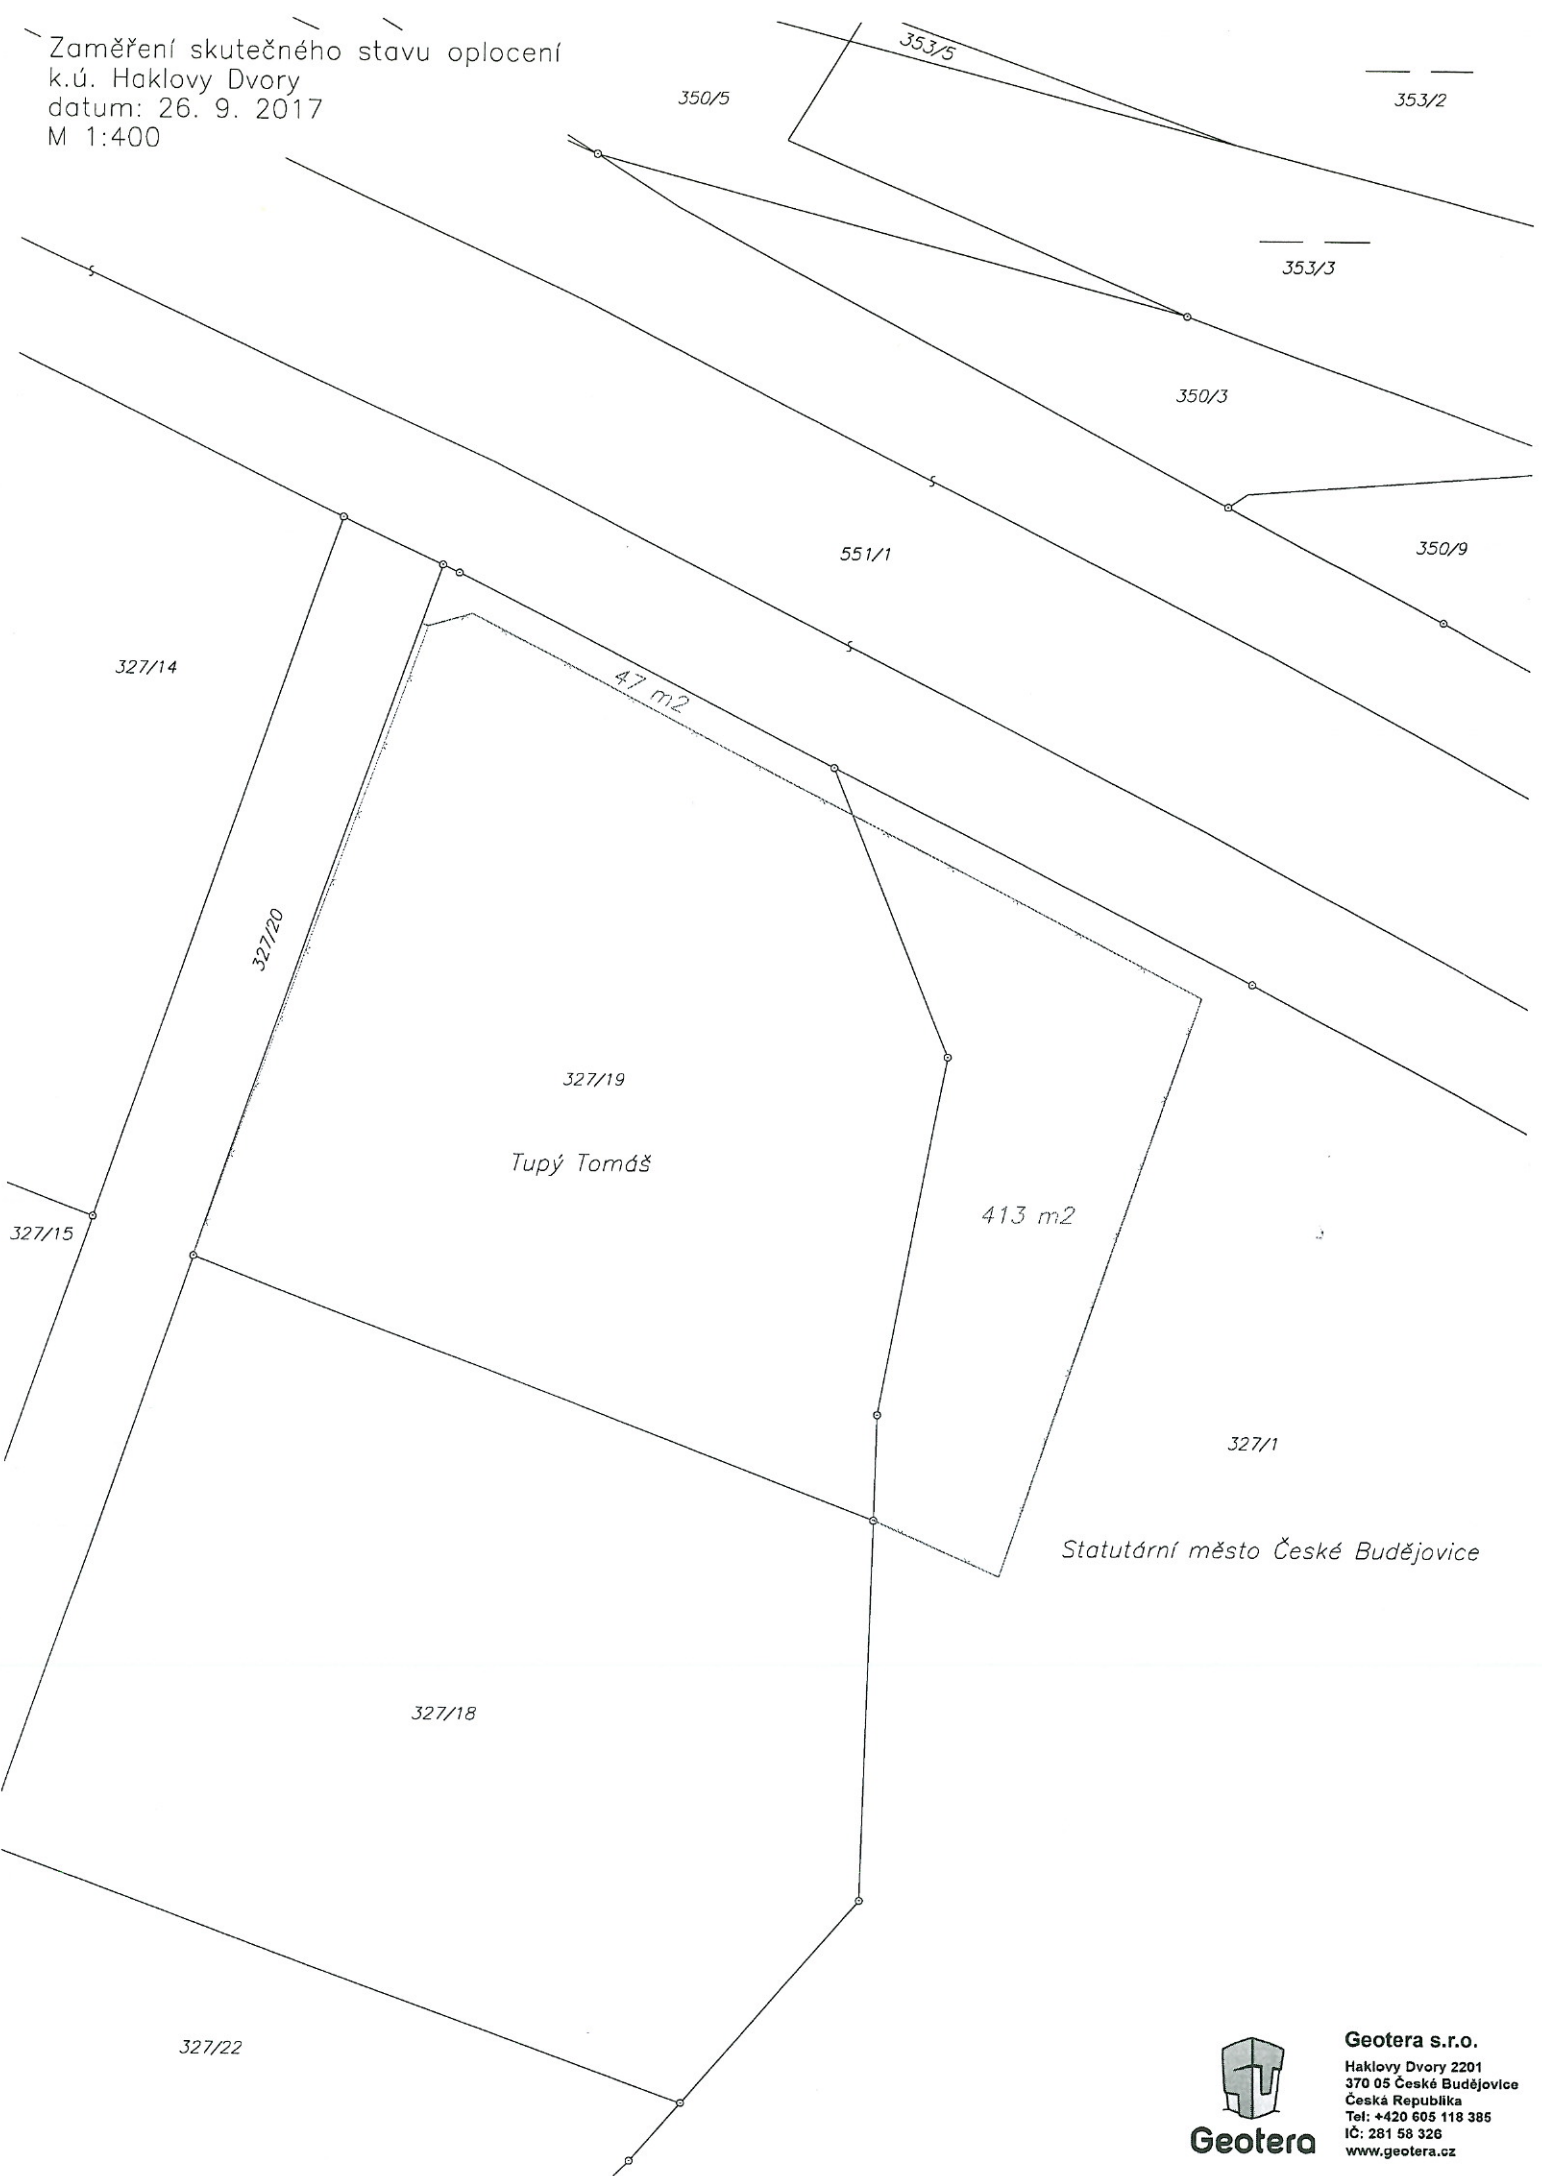 Zaměření skutečného stavu oplocení
k.ú. Haklovy Dvory
datum: 26. 9. 2017
M 1:400
353/5
350/5
353/2
353/3
350/3
551/1
350/9
327/14
47 m2
327/20
327/19
Tupý Tomáš
413 m2
327/15
327/1
Statutární město České Budějovice
327/18
327/22
Geotera
Geotera s.r.o.
Haklovy Dvory 2201
370 05 České Budějovice
Česká Republika
Tel: +420 605 118 385
IČ: 281 58 326
www.geotera.cz